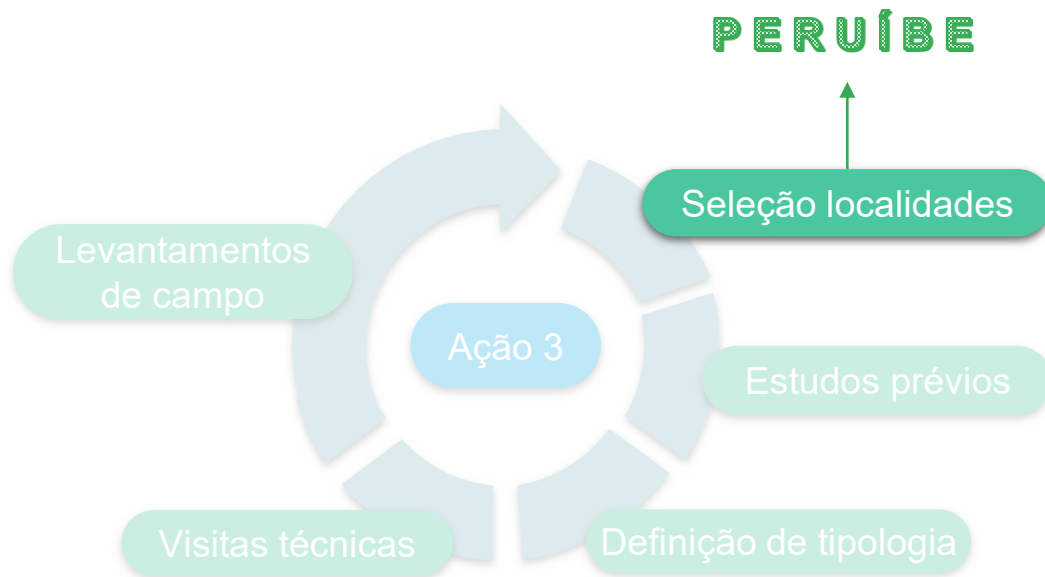 PERUÍBE
Seleção localidades
Levantamentos
de campo
Ação 3
Estudos prévios
Visitas técnicas
Definição de tipologia